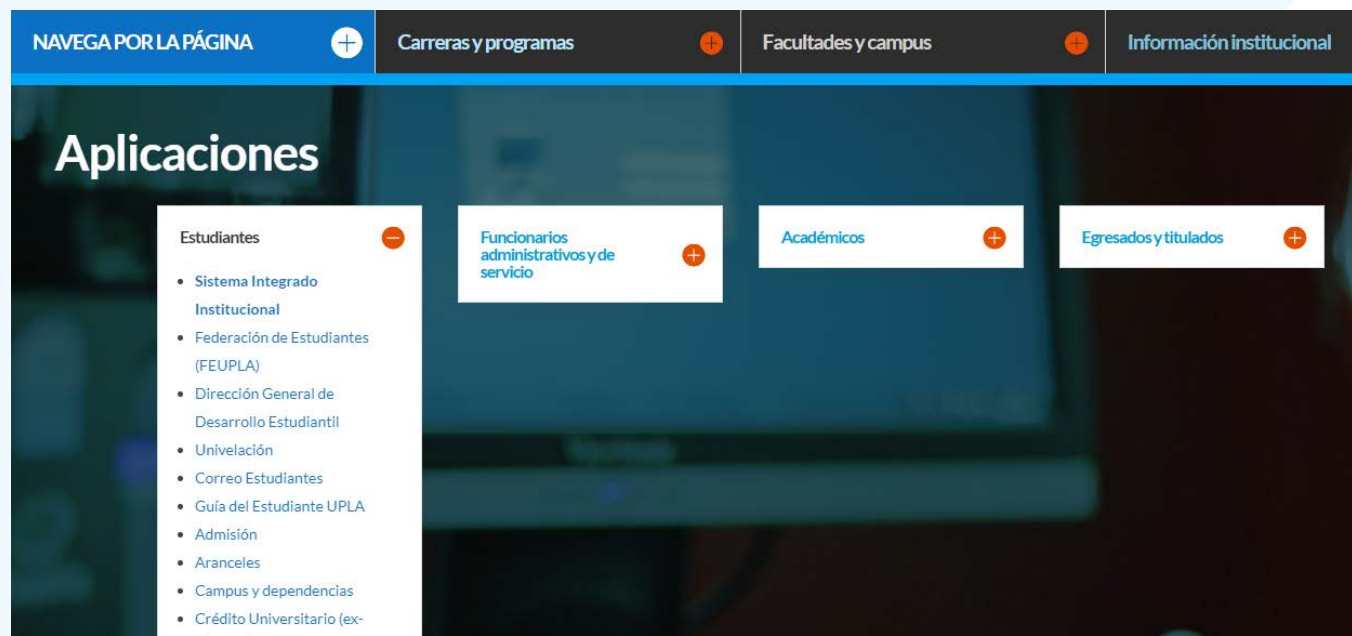 NAVEGA POR LA PÁGINA
Carreras y programas
Facultades y campus
Información institucional
Aplicaciones
Estudiantes
Sistema Integrado
Institucional
Federación de Estudiantes
(FEUPLA)
Dirección General de
Desarrollo Estudiantil
Univelación
Correo Estudiantes
Guía del Estudiante UPLA
Admisión
Aranceles
Campus y dependencias
Crédito Universitario (ex-
Funcionarios
administrativos y de
servicio
Académicos
Egresados y titulados